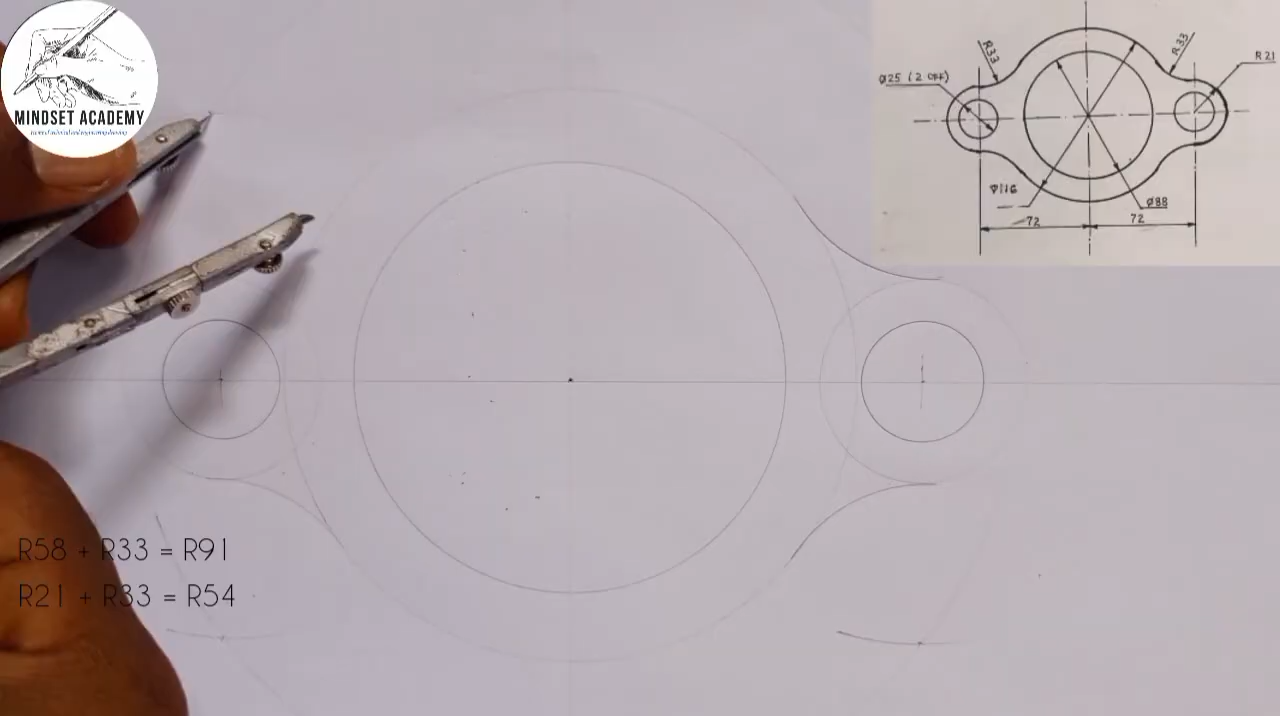 MINDSET ACADEMY
R33
R33
R21
Ø25 (2 OFF)
Ø116
Ø88
72
72
R58 + R33 = R91
R21 + R33 = R54